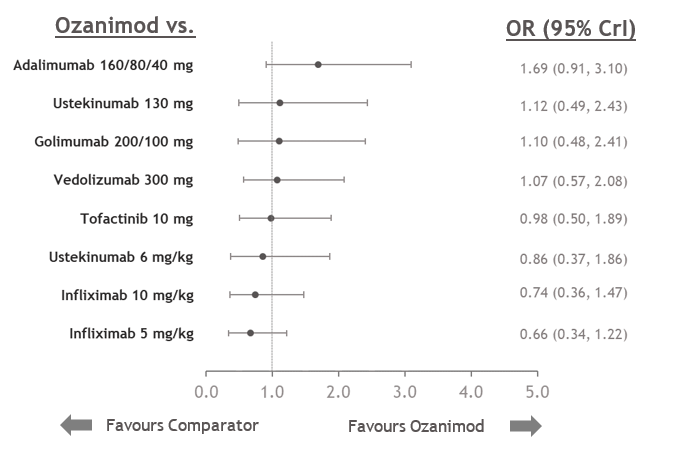 Ozanimod vs. OR (95% CrI)
Adalimumab 160/80/40 mg 1.69 (0.91, 3.10)
Ustekinumab 130 mg 1.12 (0.49, 2.43)
Golimumab 200/100 mg 1.10 (0.48, 2.41)
Vedolizumab 300 mg 1.07 (0.57, 2.08)
Tofactinib 10 mg 0.98 (0.50, 1.89)
Ustekinumab 6 mg/kg 0.86 (0.37, 1.86)
Infliximab 10 mg/kg 0.74 (0.36, 1.47)
Infliximab 5 mg/kg 0.66 (0.34, 1.22)
0.0 1.0 2.0 3.0 4.0 5.0
Favours Comparator Favours Ozanimod